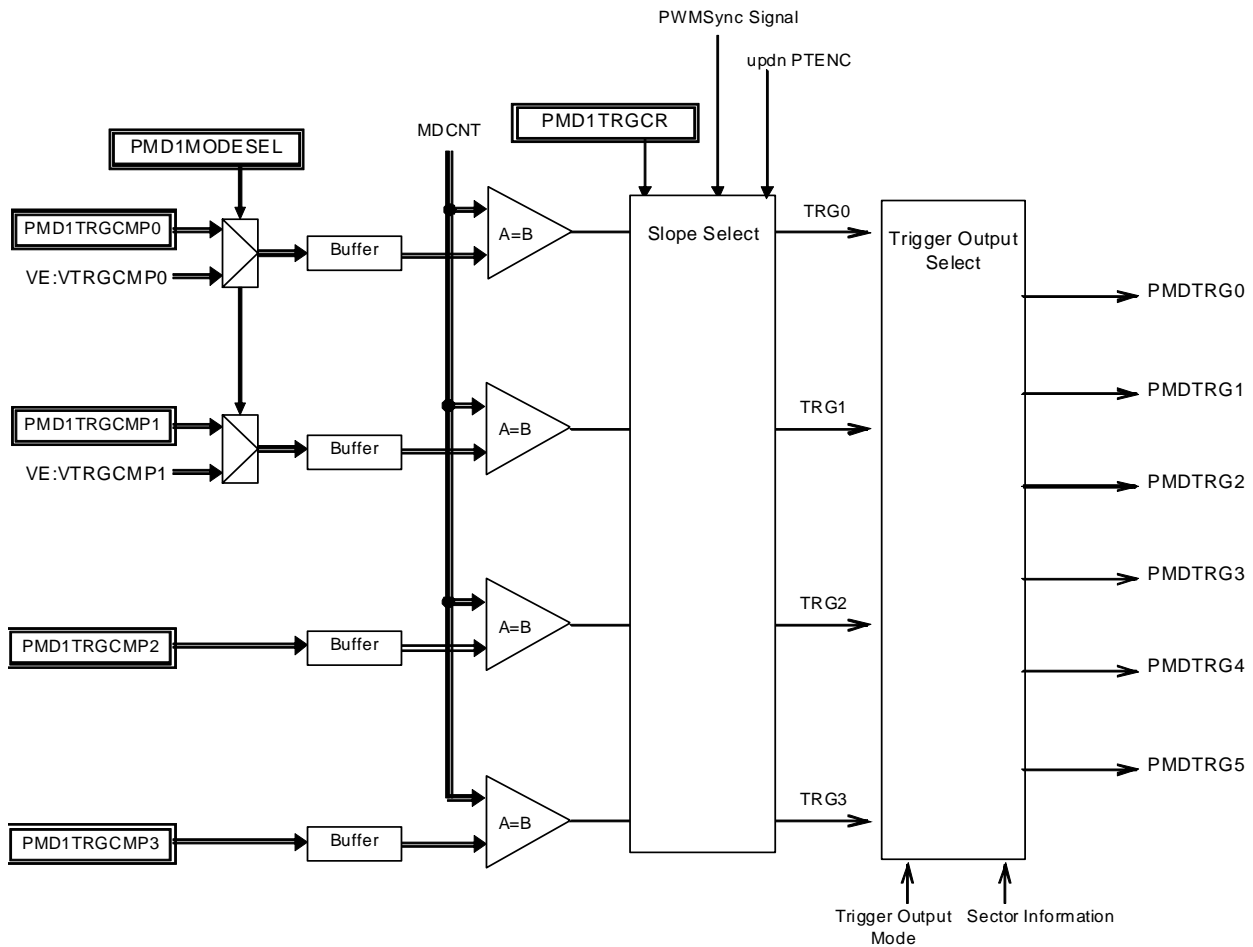 PWMSync Signal
updn PTENC
PMD1TRGCR
MDCNT
PMD1MODESEL
PMD1TRGCMP0
VE:VTRGCMP0
Buffer
A=B
Slope Select
TRG0
Trigger Output
Select
PMDTRG0
PMD1TRGCMP1
VE:VTRGCMP1
Buffer
A=B
TRG1
PMDTRG1
PMDTRG2
PMD1TRGCMP2
Buffer
A=B
TRG2
PMDTRG3
PMDTRG4
PMD1TRGCMP3
Buffer
A=B
TRG3
PMDTRG5
Trigger Output
Mode
Sector Information